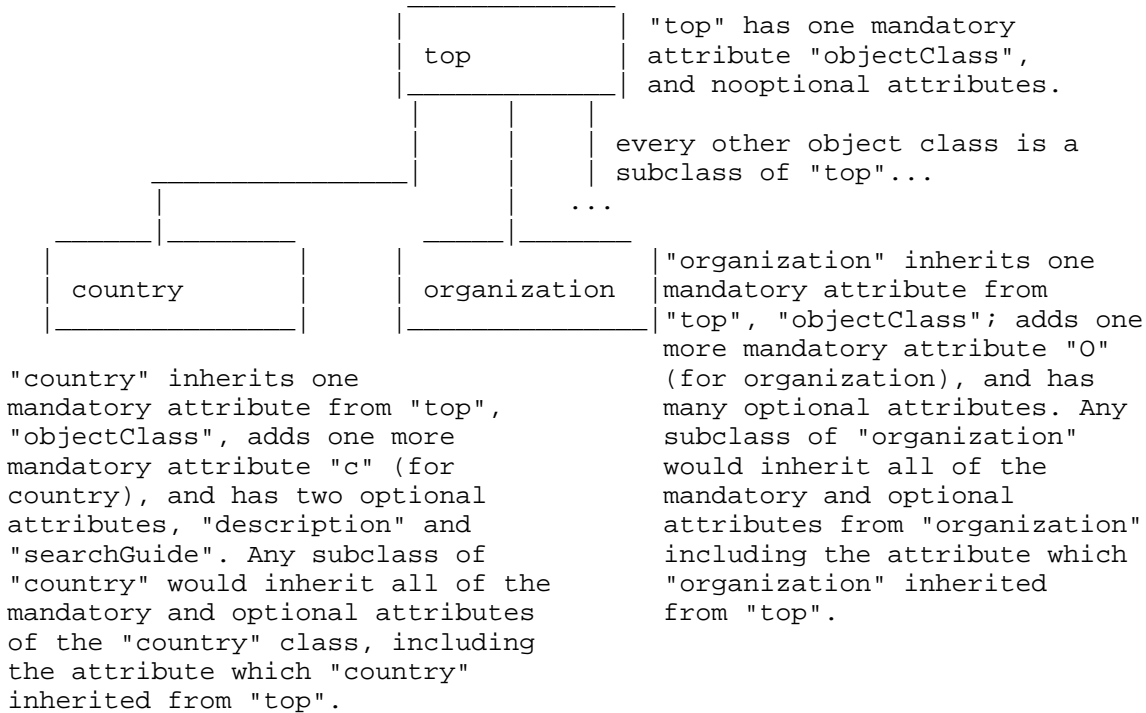 "top" has one mandatory
top
attribute "objectClass",
and nooptional attributes.
every other object class is a
subclass of "top"...
...
country
organization
"organization" inherits one
mandatory attribute from
"top", "objectClass"; adds one
more mandatory attribute "O"
(for organization), and has
many optional attributes. Any
subclass of "organization"
would inherit all of the
mandatory and optional
attributes from "organization"
including the attribute which
"organization" inherited
from "top".
"country" inherits one
mandatory attribute from "top",
"objectClass", adds one more
mandatory attribute "c" (for
country), and has two optional
attributes, "description" and
"searchGuide". Any subclass of
"country" would inherit all of the
mandatory and optional attributes
of the "country" class, including
the attribute which "country"
inherited from "top".